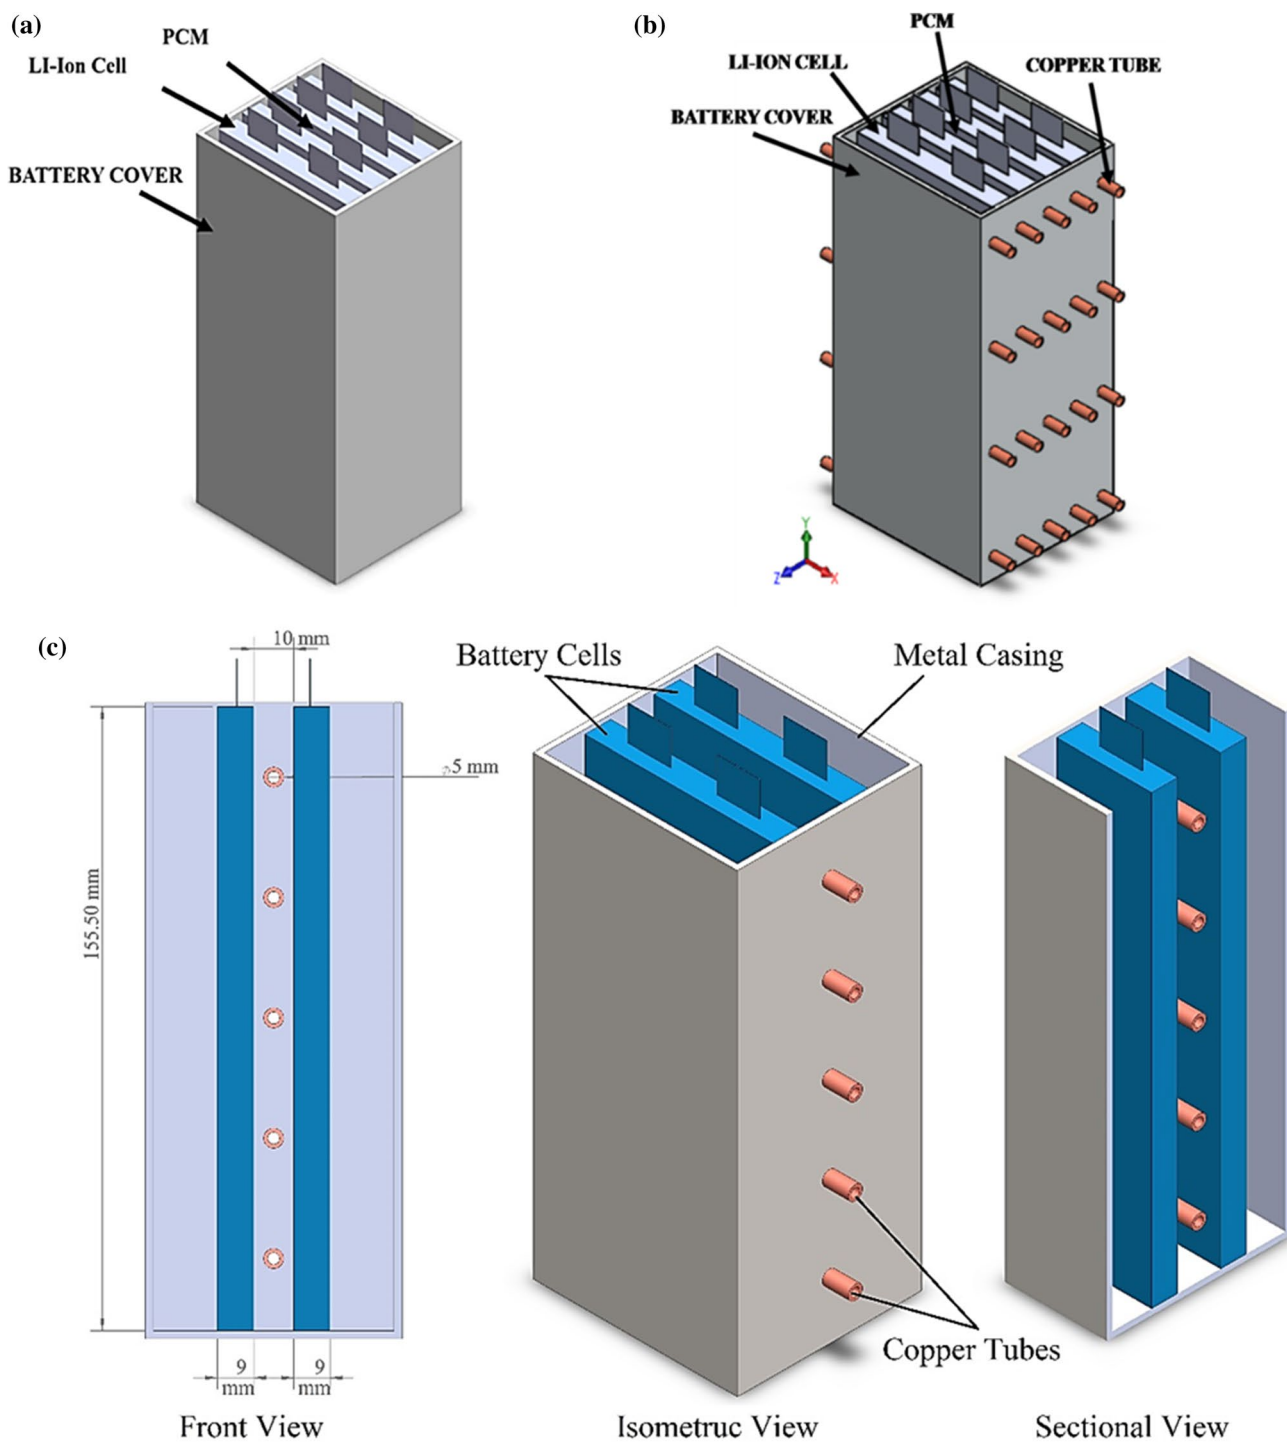 (a)
PCM
LI-Ion Cell
BATTERY COVER
(b)
PCM
LI-ION CELL
COPPER TUBE
BATTERY COVER
Y
Z
X
(c)
10 mm
⌀5 mm
155.50 mm
9
mm
9
mm
Front View
Battery Cells
Metal Casing
Copper Tubes
Isometruc View
Sectional View